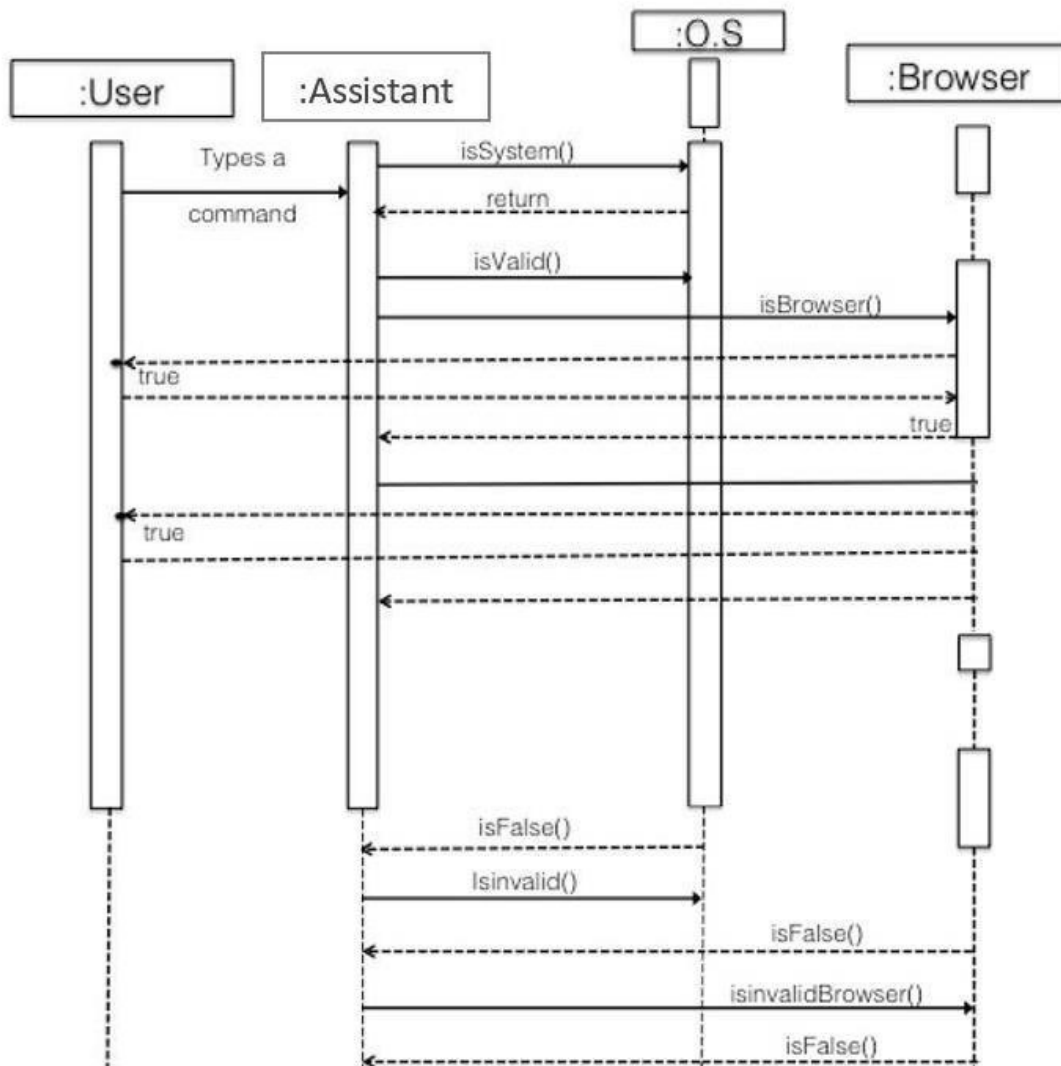 :O.S
:User
:Assistant
:Browser
Types a
command
isSystem()
return
isValid()
isBrowser()
true
true
true
isFalse()
Isinvalid()
isFalse()
isinvalidBrowser()
isFalse()